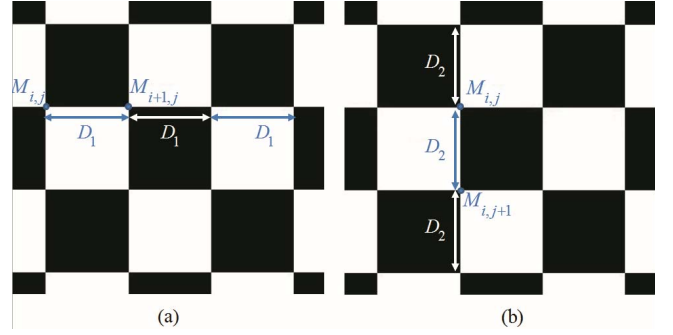 M_{i,j}
M_{i+1,j}
D_1
D_1
D_1
(a)
D_2
M_{i,j}
D_2
M_{i,j+1}
D_2
(b)